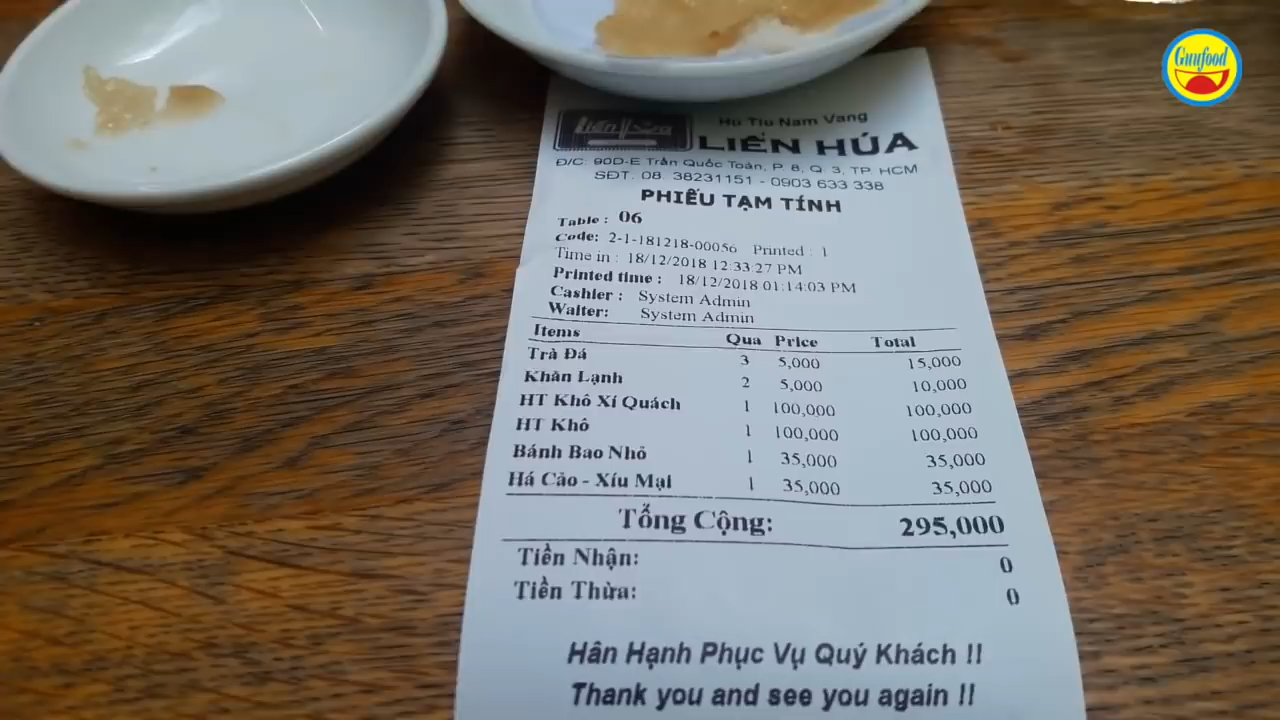 Guufood
Liến Húa
Hủ Tíu Nam Vang
LIẾN HÚA
Đ/C: 90D-E Trần Quốc Toản, P. 8, Q. 3, TP. HCM
SĐT: 08. 38231151 - 0903 633 338
PHIẾU TẠM TÍNH
Table : 06
Code: 2-1-181218-00056 Printed : 1
Time in : 18/12/2018 12:33:27 PM
Printed time : 18/12/2018 01:14:03 PM
Cashier : System Admin
Waiter: System Admin
Items Qua Price Total
Trà Đá 3 5,000 15,000
Khăn Lạnh 2 5,000 10,000
HT Khô Xí Quách 1 100,000 100,000
HT Khô 1 100,000 100,000
Bánh Bao Nhỏ 1 35,000 35,000
Há Cảo - Xíu Mại 1 35,000 35,000
Tổng Cộng: 295,000
Tiền Nhận: 0
Tiền Thừa: 0
Hân Hạnh Phục Vụ Quý Khách !!
Thank you and see you again !!